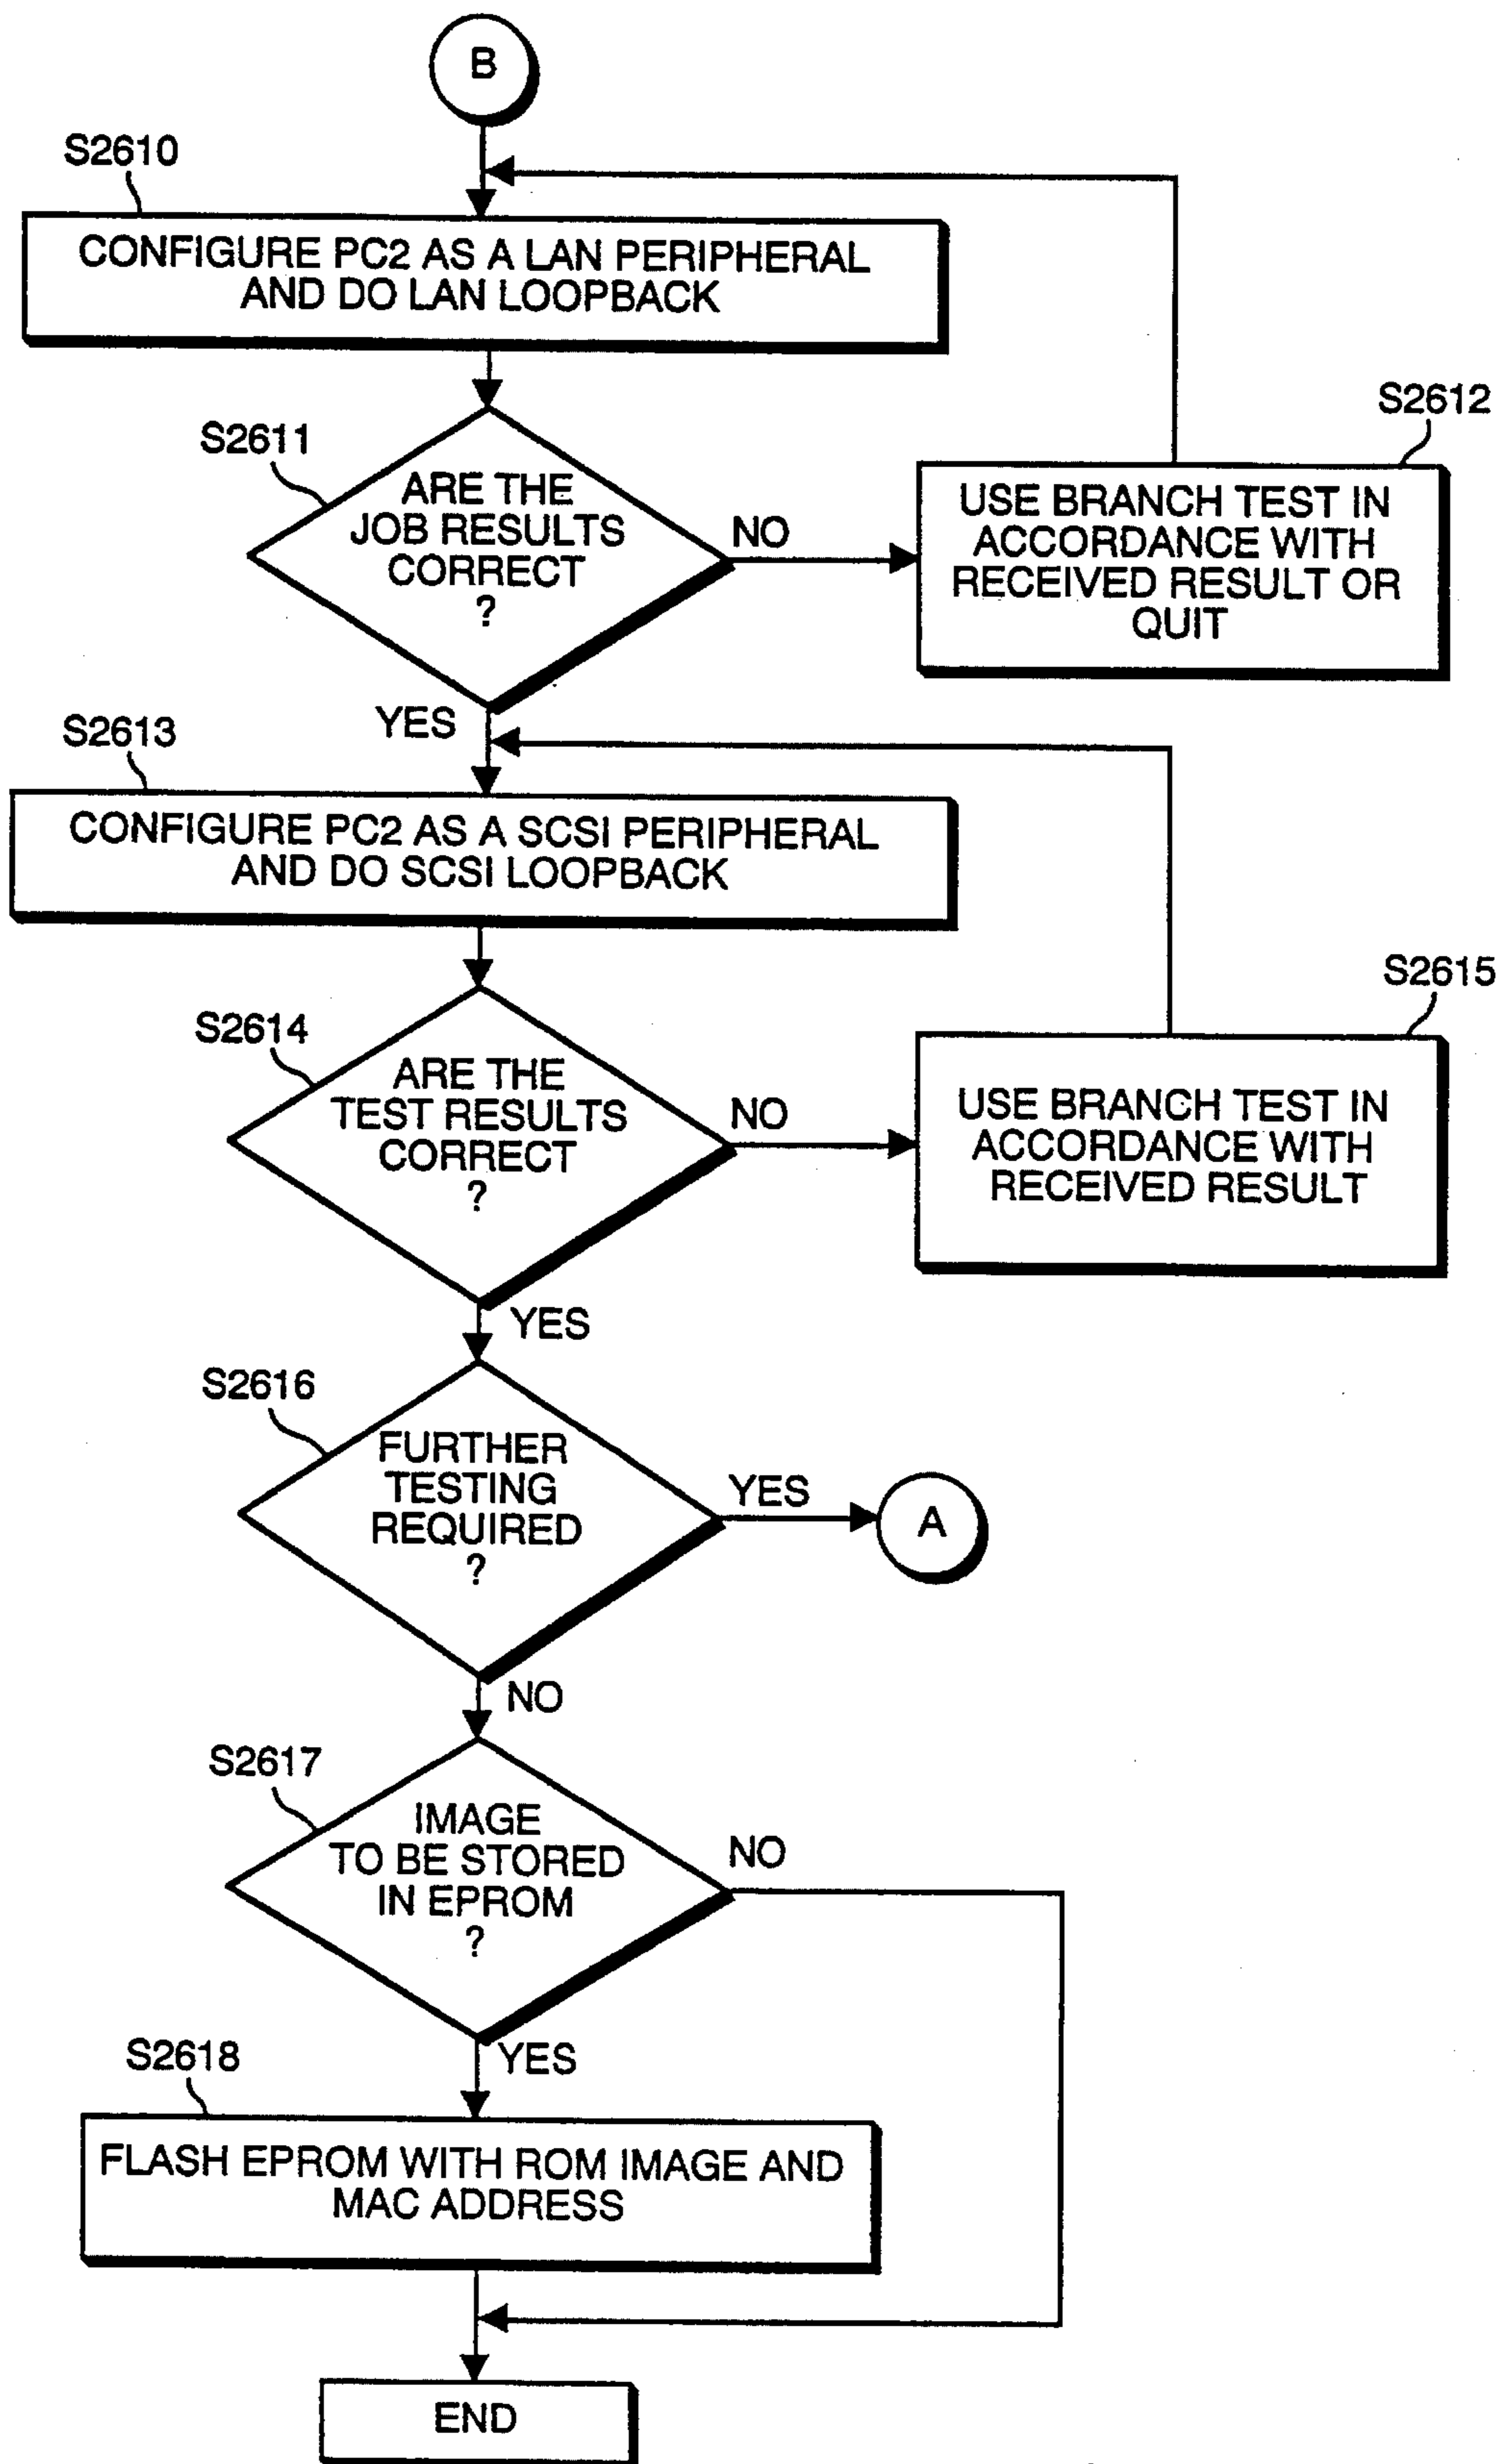 B
S2610
CONFIGURE PC2 AS A LAN PERIPHERAL
AND DO LAN LOOPBACK
S2611
ARE THE
JOB RESULTS
CORRECT
?
NO
S2612
USE BRANCH TEST IN
ACCORDANCE WITH
RECEIVED RESULT OR
QUIT
YES
S2613
CONFIGURE PC2 AS A SCSI PERIPHERAL
AND DO SCSI LOOPBACK
S2614
ARE THE
TEST RESULTS
CORRECT
?
NO
S2615
USE BRANCH TEST IN
ACCORDANCE WITH
RECEIVED RESULT
YES
S2616
FURTHER
TESTING
REQUIRED
?
YES
A
NO
S2617
IMAGE
TO BE STORED
IN EPROM
?
NO
YES
S2618
FLASH EPROM WITH ROM IMAGE AND
MAC ADDRESS
END